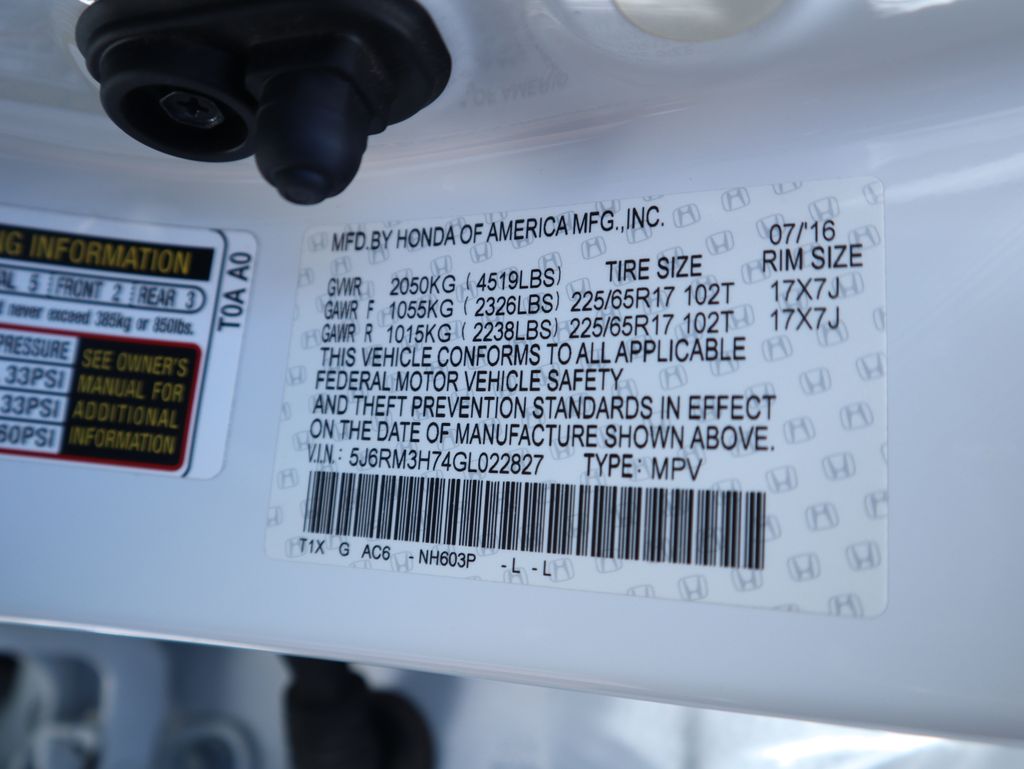 NG INFORMATION
AL 5 FRONT 2 REAR 3
d never exceed 385kg or 850lbs.
PRESSURE
33PSI
33PSI
60PSI
SEE OWNER'S
MANUAL FOR
ADDITIONAL
INFORMATION
T0A A0
MFD.BY HONDA OF AMERICA MFG.,INC.
07/'16
GVWR 2050KG (4519LBS) TIRE SIZE RIM SIZE
GAWR F 1055KG (2326LBS) 225/65R17 102T 17X7J
GAWR R 1015KG (2238LBS) 225/65R17 102T 17X7J
THIS VEHICLE CONFORMS TO ALL APPLICABLE
FEDERAL MOTOR VEHICLE SAFETY
AND THEFT PREVENTION STANDARDS IN EFFECT
ON THE DATE OF MANUFACTURE SHOWN ABOVE.
V.I.N.: 5J6RM3H74GL022827 TYPE: MPV
T1X G AC6 -NH603P -L -L